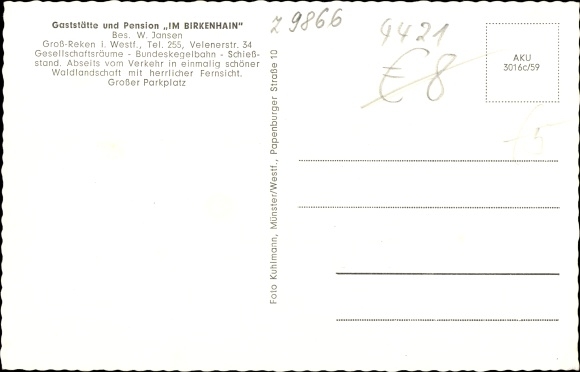 Gaststätte und Pension „IM BIRKENHAIN"
Bes. W. Jansen
Groß-Reken i. Westf., Tel. 255, Velenerstr. 34
Gesellschaftsräume - Bundeskegelbahn - Schieß-
stand. Abseits vom Verkehr in einmalig schöner
Waldlandschaft mit herrlicher Fernsicht.
Großer Parkplatz
z 9866
4421
€ 8
AKU
3016c/59
Foto Kuhlmann, Münster/Westf., Papenburger Straße 10